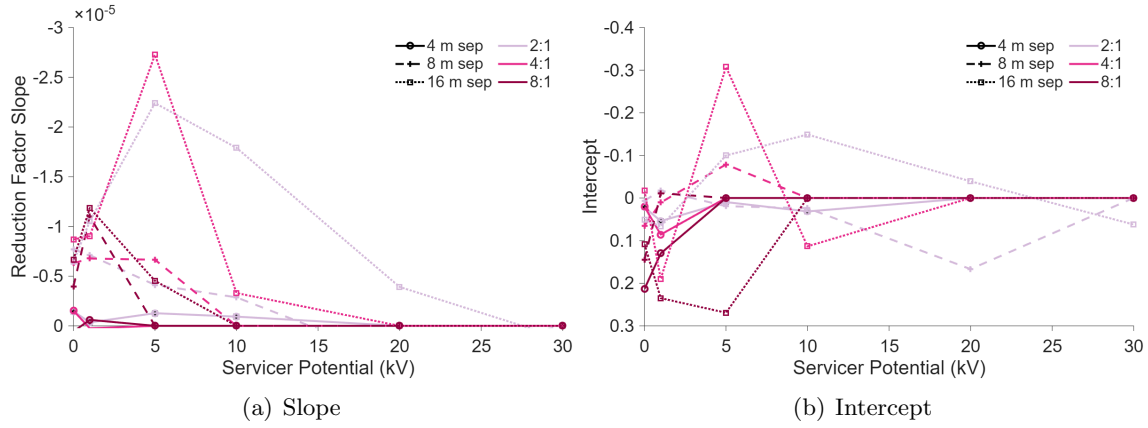 ×10⁻⁵
-3
-2.5
-2
-1.5
-1
-0.5
0
Reduction Factor Slope
4 m sep 2:1
8 m sep 4:1
16 m sep 8:1
0 5 10 15 20 25 30
Servicer Potential (kV)
(a) Slope
-0.4
-0.3
-0.2
-0.1
0
0.1
0.2
0.3
Intercept
4 m sep 2:1
8 m sep 4:1
16 m sep 8:1
0 5 10 15 20 25 30
Servicer Potential (kV)
(b) Intercept